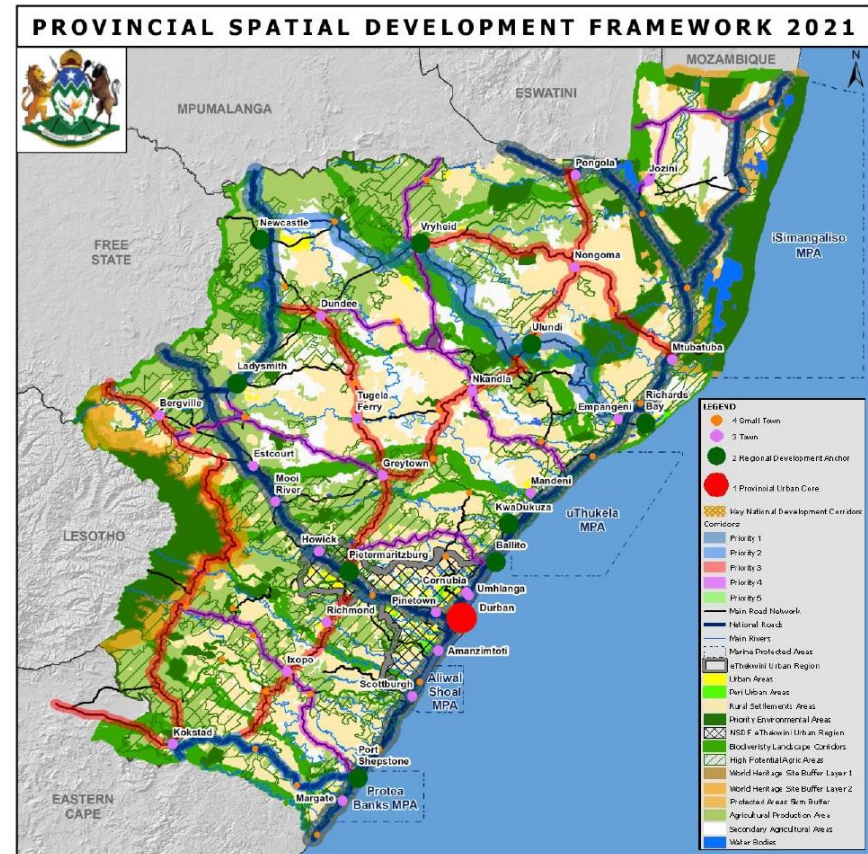 PROVINCIAL SPATIAL DEVELOPMENT FRAMEWORK 2021
MOZAMBIQUE
N
ESWATINI
MPUMALANGA
Pongola
Jozini
FREE
STATE
Newcastle
Vryheid
iSimangaliso
MPA
Nongoma
Dundee
Ulundi
Mtubatuba
Ladysmith
Nkandla
Richards
Bay
Bergville
Tugela
Ferry
Empangeni
Estcourt
Greytown
Mooi
River
Mandeni
KwaDukuza
uThukela
MPA
LESOTHO
Howick
Ballito
Pietermaritzburg
Cornubia
Umhlanga
Pinetown
Durban
Richmond
Amanzimtoti
Ixopo
Scottburgh
Aliwal
Shoal
MPA
Kokstad
Port
Shepstone
EASTERN
CAPE
Margate
Protea
Banks MPA
LEGEND
4 Small Town
3 Town
2 Regional Development Anchor
1 Provincial Urban Core
Key National Development Corridors
Corridors
Priority 1
Priority 2
Priority 3
Priority 4
Priority 5
Main Road Network
National Roads
Main Rivers
Marine Protected Areas
eThekwini Urban Region
Urban Areas
Peri Urban Areas
Rural Settlements Areas
Priority Environmental Areas
NSDF eThekwini Urban Region
Biodiveristy Landscape Corridors
High Potential Agric Areas
World Heritage Site Buffer Layer 1
World Heritage Site Buffer Layer 2
Protected Areas 5km Buffer
Agricultural Production Area
Secondary Agricultural Areas
Water Bodies